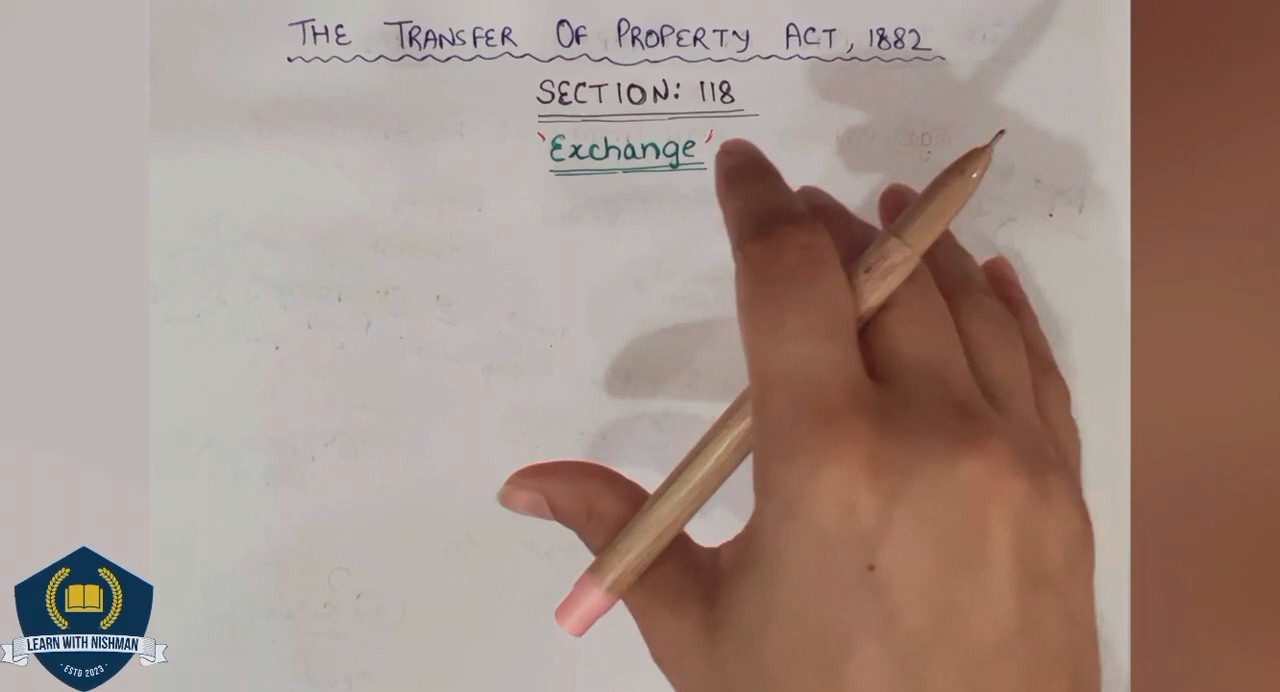 THE TRANSFER OF PROPERTY ACT, 1882
SECTION: 118
'Exchange'
LEARN WITH NISHMAN
· ESTD 2023 ·